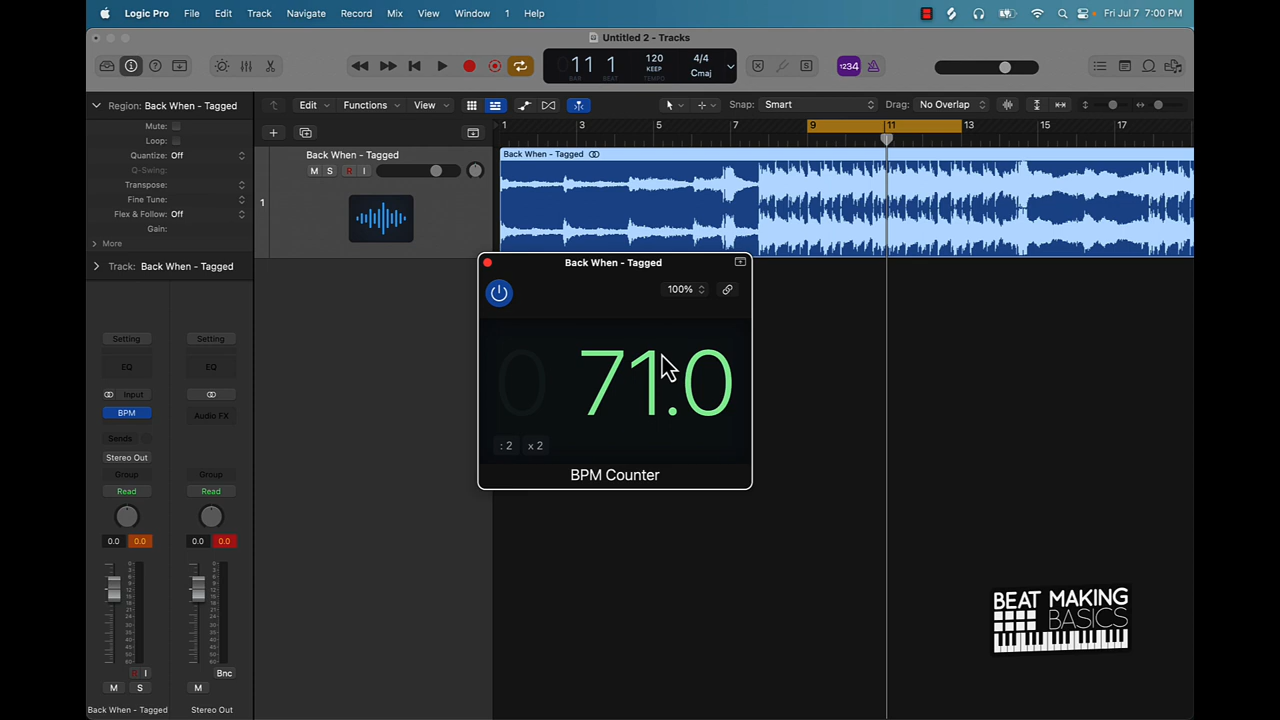 Logic Pro File Edit Track Navigate Record Mix View Window 1 Help Fri Jul 7 7:00 PM
Untitled 2 - Tracks
11 1 120 4/4
KEEP
BAR BEAT TEMPO Cmaj
1234
Region: Back When - Tagged
Edit Functions View Snap: Smart Drag: No Overlap
1 3 5 7 9 11 13 15 17
Mute:
Loop:
Quantize: Off
Q-Swing:
Transpose:
Fine Tune:
Flex & Follow: Off
Gain:
More
Track: Back When - Tagged
Back When - Tagged
M S R I
1
Back When - Tagged
Back When - Tagged
100%
0 71.0
: 2 x 2
BPM Counter
Setting Setting
EQ EQ
Input
BPM Audio FX
Sends
Stereo Out
Group Group
Read Read
0.0 0.0 0.0 0.0
R I Bnc
M S M
Back When - Tagged Stereo Out
BEAT MAKING
BASICS